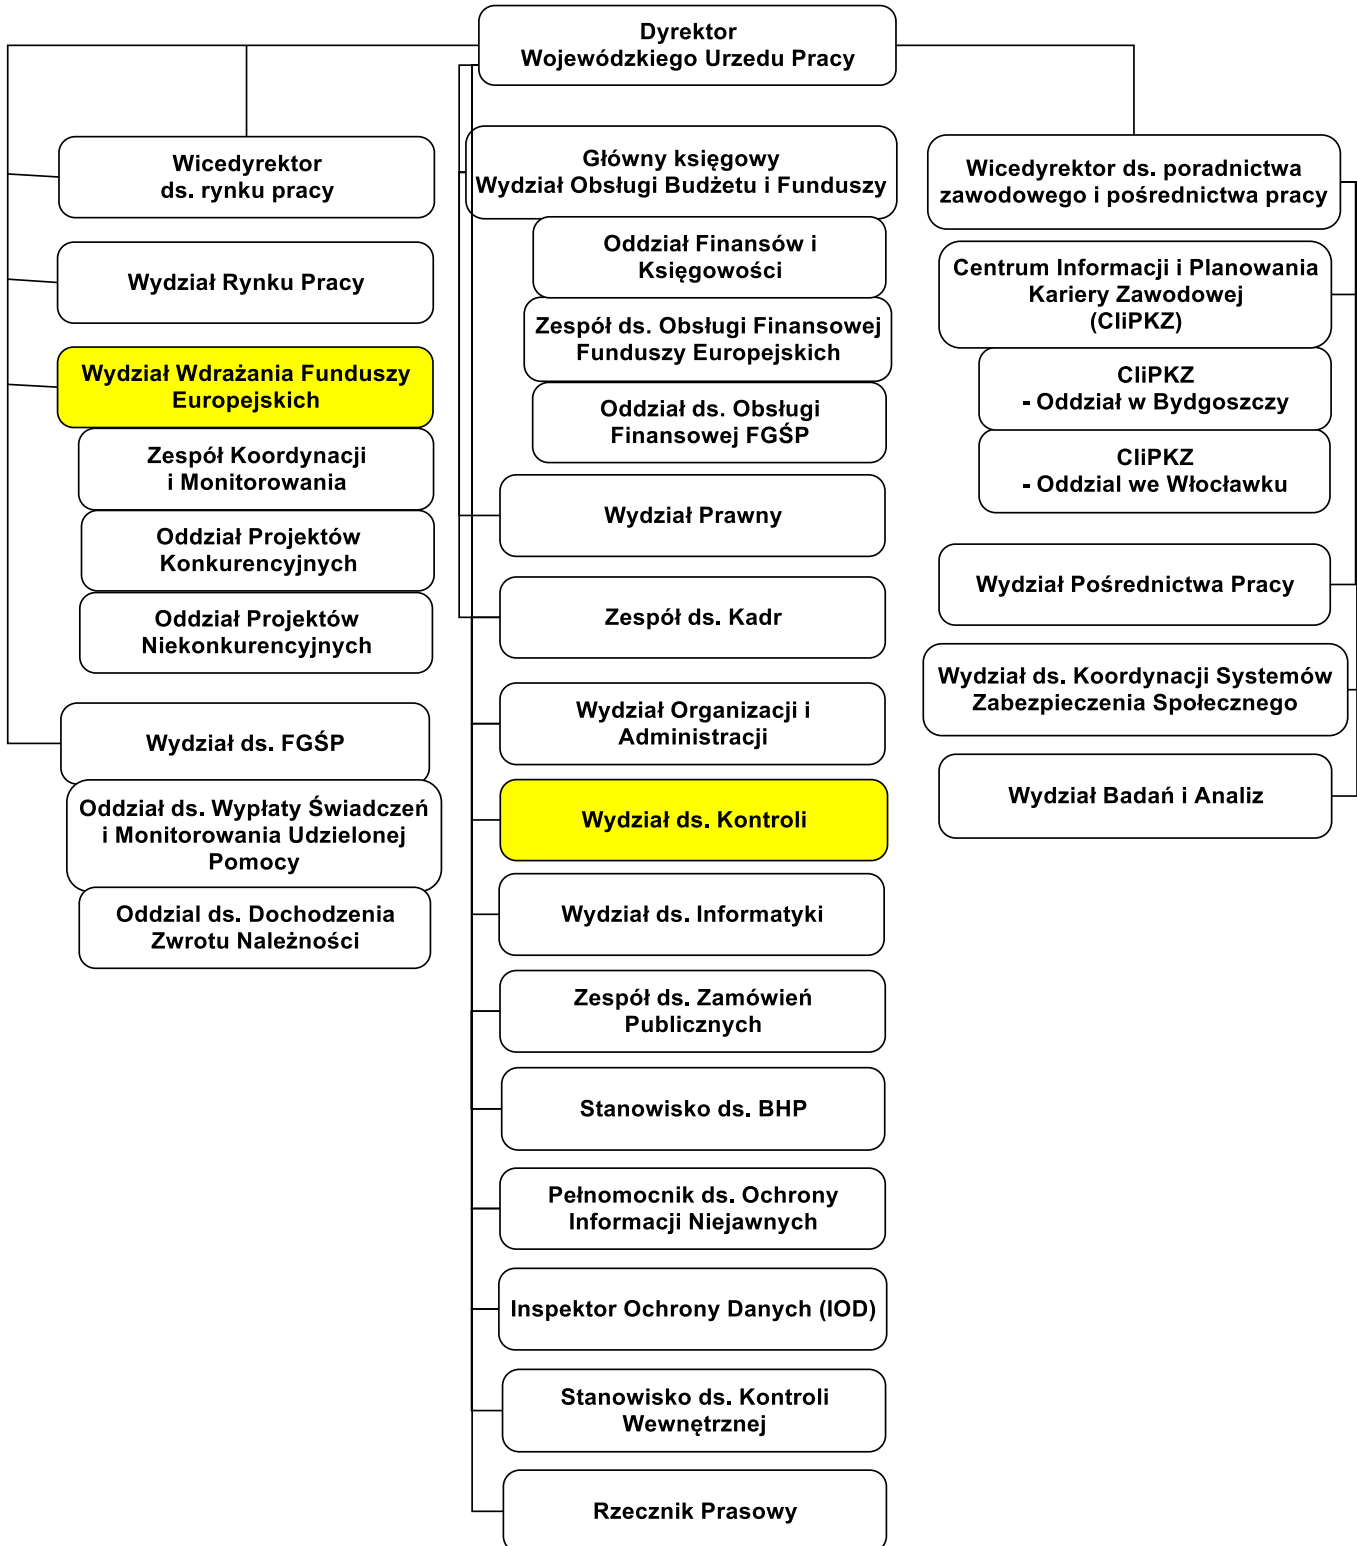 Dyrektor
Wojewódzkiego Urzedu Pracy
Wicedyrektor
ds. rynku pracy
Wydział Rynku Pracy
Wydział Wdrażania Funduszy
Europejskich
Zespół Koordynacji
i Monitorowania
Oddział Projektów
Konkurencyjnych
Oddział Projektów
Niekonkurencyjnych
Wydział ds. FGŚP
Oddział ds. Wypłaty Świadczeń
i Monitorowania Udzielonej
Pomocy
Oddzial ds. Dochodzenia
Zwrotu Należności
Główny księgowy
Wydział Obsługi Budżetu i Funduszy
Oddział Finansów i
Księgowości
Zespół ds. Obsługi Finansowej
Funduszy Europejskich
Oddział ds. Obsługi
Finansowej FGŚP
Wydział Prawny
Zespół ds. Kadr
Wydział Organizacji i
Administracji
Wydział ds. Kontroli
Wydział ds. Informatyki
Zespół ds. Zamówień
Publicznych
Stanowisko ds. BHP
Pełnomocnik ds. Ochrony
Informacji Niejawnych
Inspektor Ochrony Danych (IOD)
Stanowisko ds. Kontroli
Wewnętrznej
Rzecznik Prasowy
Wicedyrektor ds. poradnictwa
zawodowego i pośrednictwa pracy
Centrum Informacji i Planowania
Kariery Zawodowej
(CIiPKZ)
CIiPKZ
- Oddział w Bydgoszczy
CIiPKZ
- Oddzial we Włocławku
Wydział Pośrednictwa Pracy
Wydział ds. Koordynacji Systemów
Zabezpieczenia Społecznego
Wydział Badań i Analiz